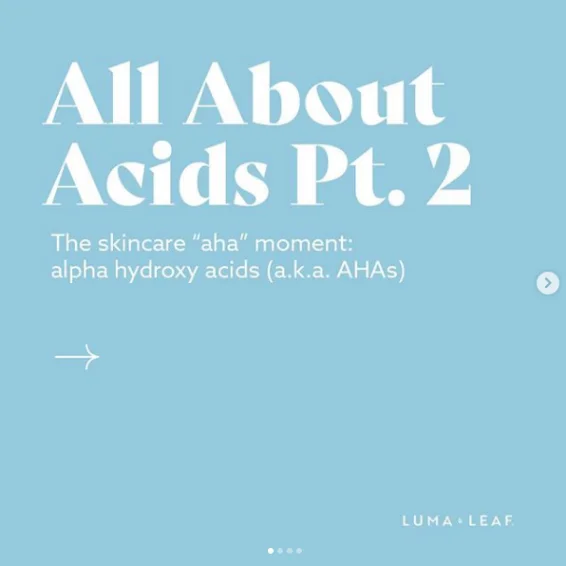 All About
Acids Pt. 2
The skincare “aha” moment:
alpha hydroxy acids (a.k.a. AHAs)
LUMA & LEAF